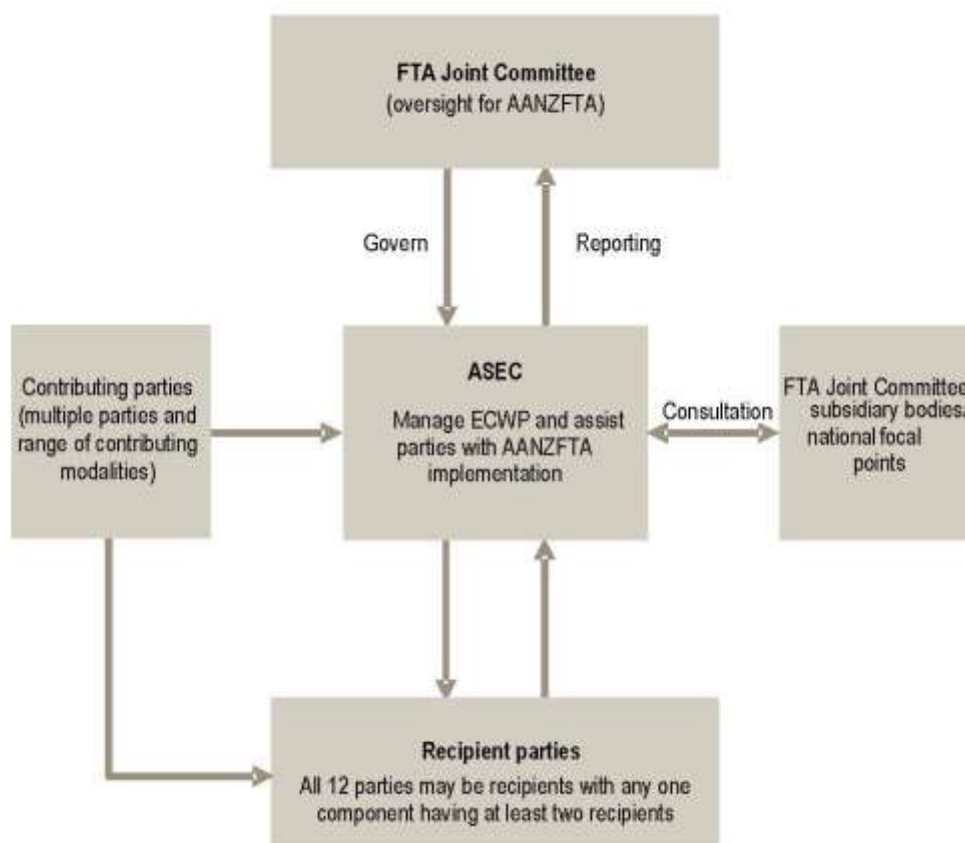 FTA Joint Committee
(oversight for AANZFTA)
Govern
Reporting
Contributing parties
(multiple parties and
range of contributing
modalities)
ASEC
Manage ECWP and assist
parties with AANZFTA
implementation
Consultation
FTA Joint Committee
subsidiary bodies/
national focal
points
Recipient parties
All 12 parties may be recipients with any one
component having at least two recipients